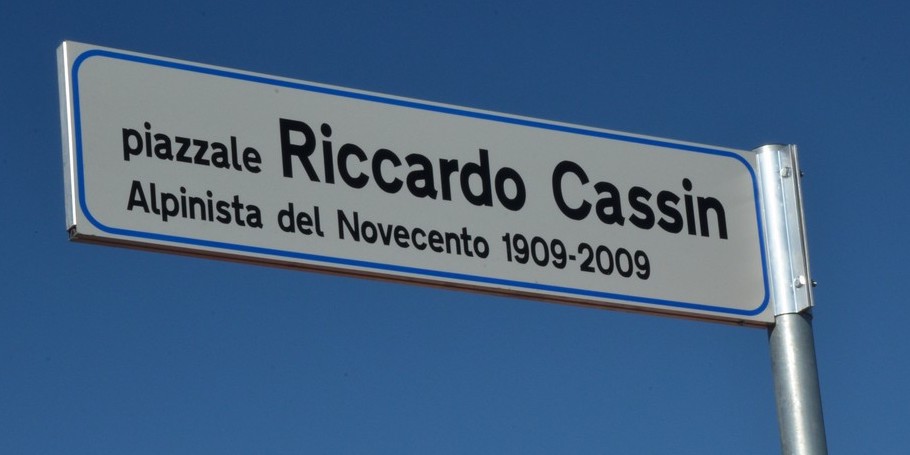 piazzale Riccardo Cassin
Alpinista del Novecento 1909-2009